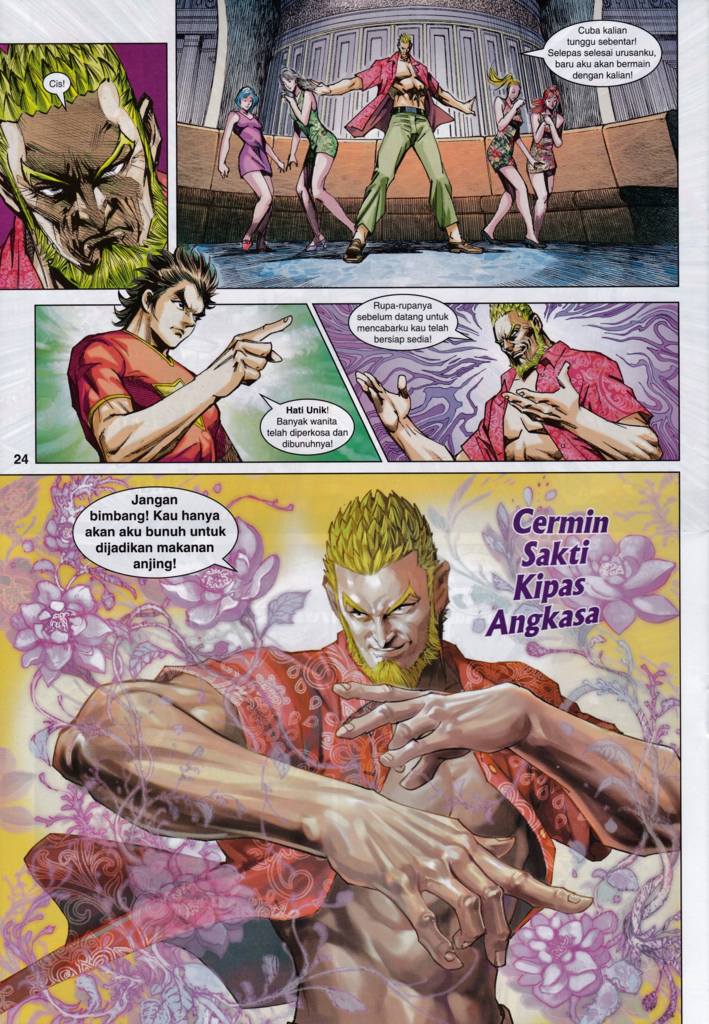 Cis!
Cuba kalian
tunggu sebentar!
Selepas selesai urusanku,
baru aku akan bermain
dengan kalian!
Hati Unik!
Banyak wanita
telah diperkosa dan
dibunuhnya!
Rupa-rupanya
sebelum datang untuk
mencabarku kau telah
bersiap sedia!
24
Jangan
bimbang! Kau hanya
akan aku bunuh untuk
dijadikan makanan
anjing!
Cermin
Sakti
Kipas
Angkasa